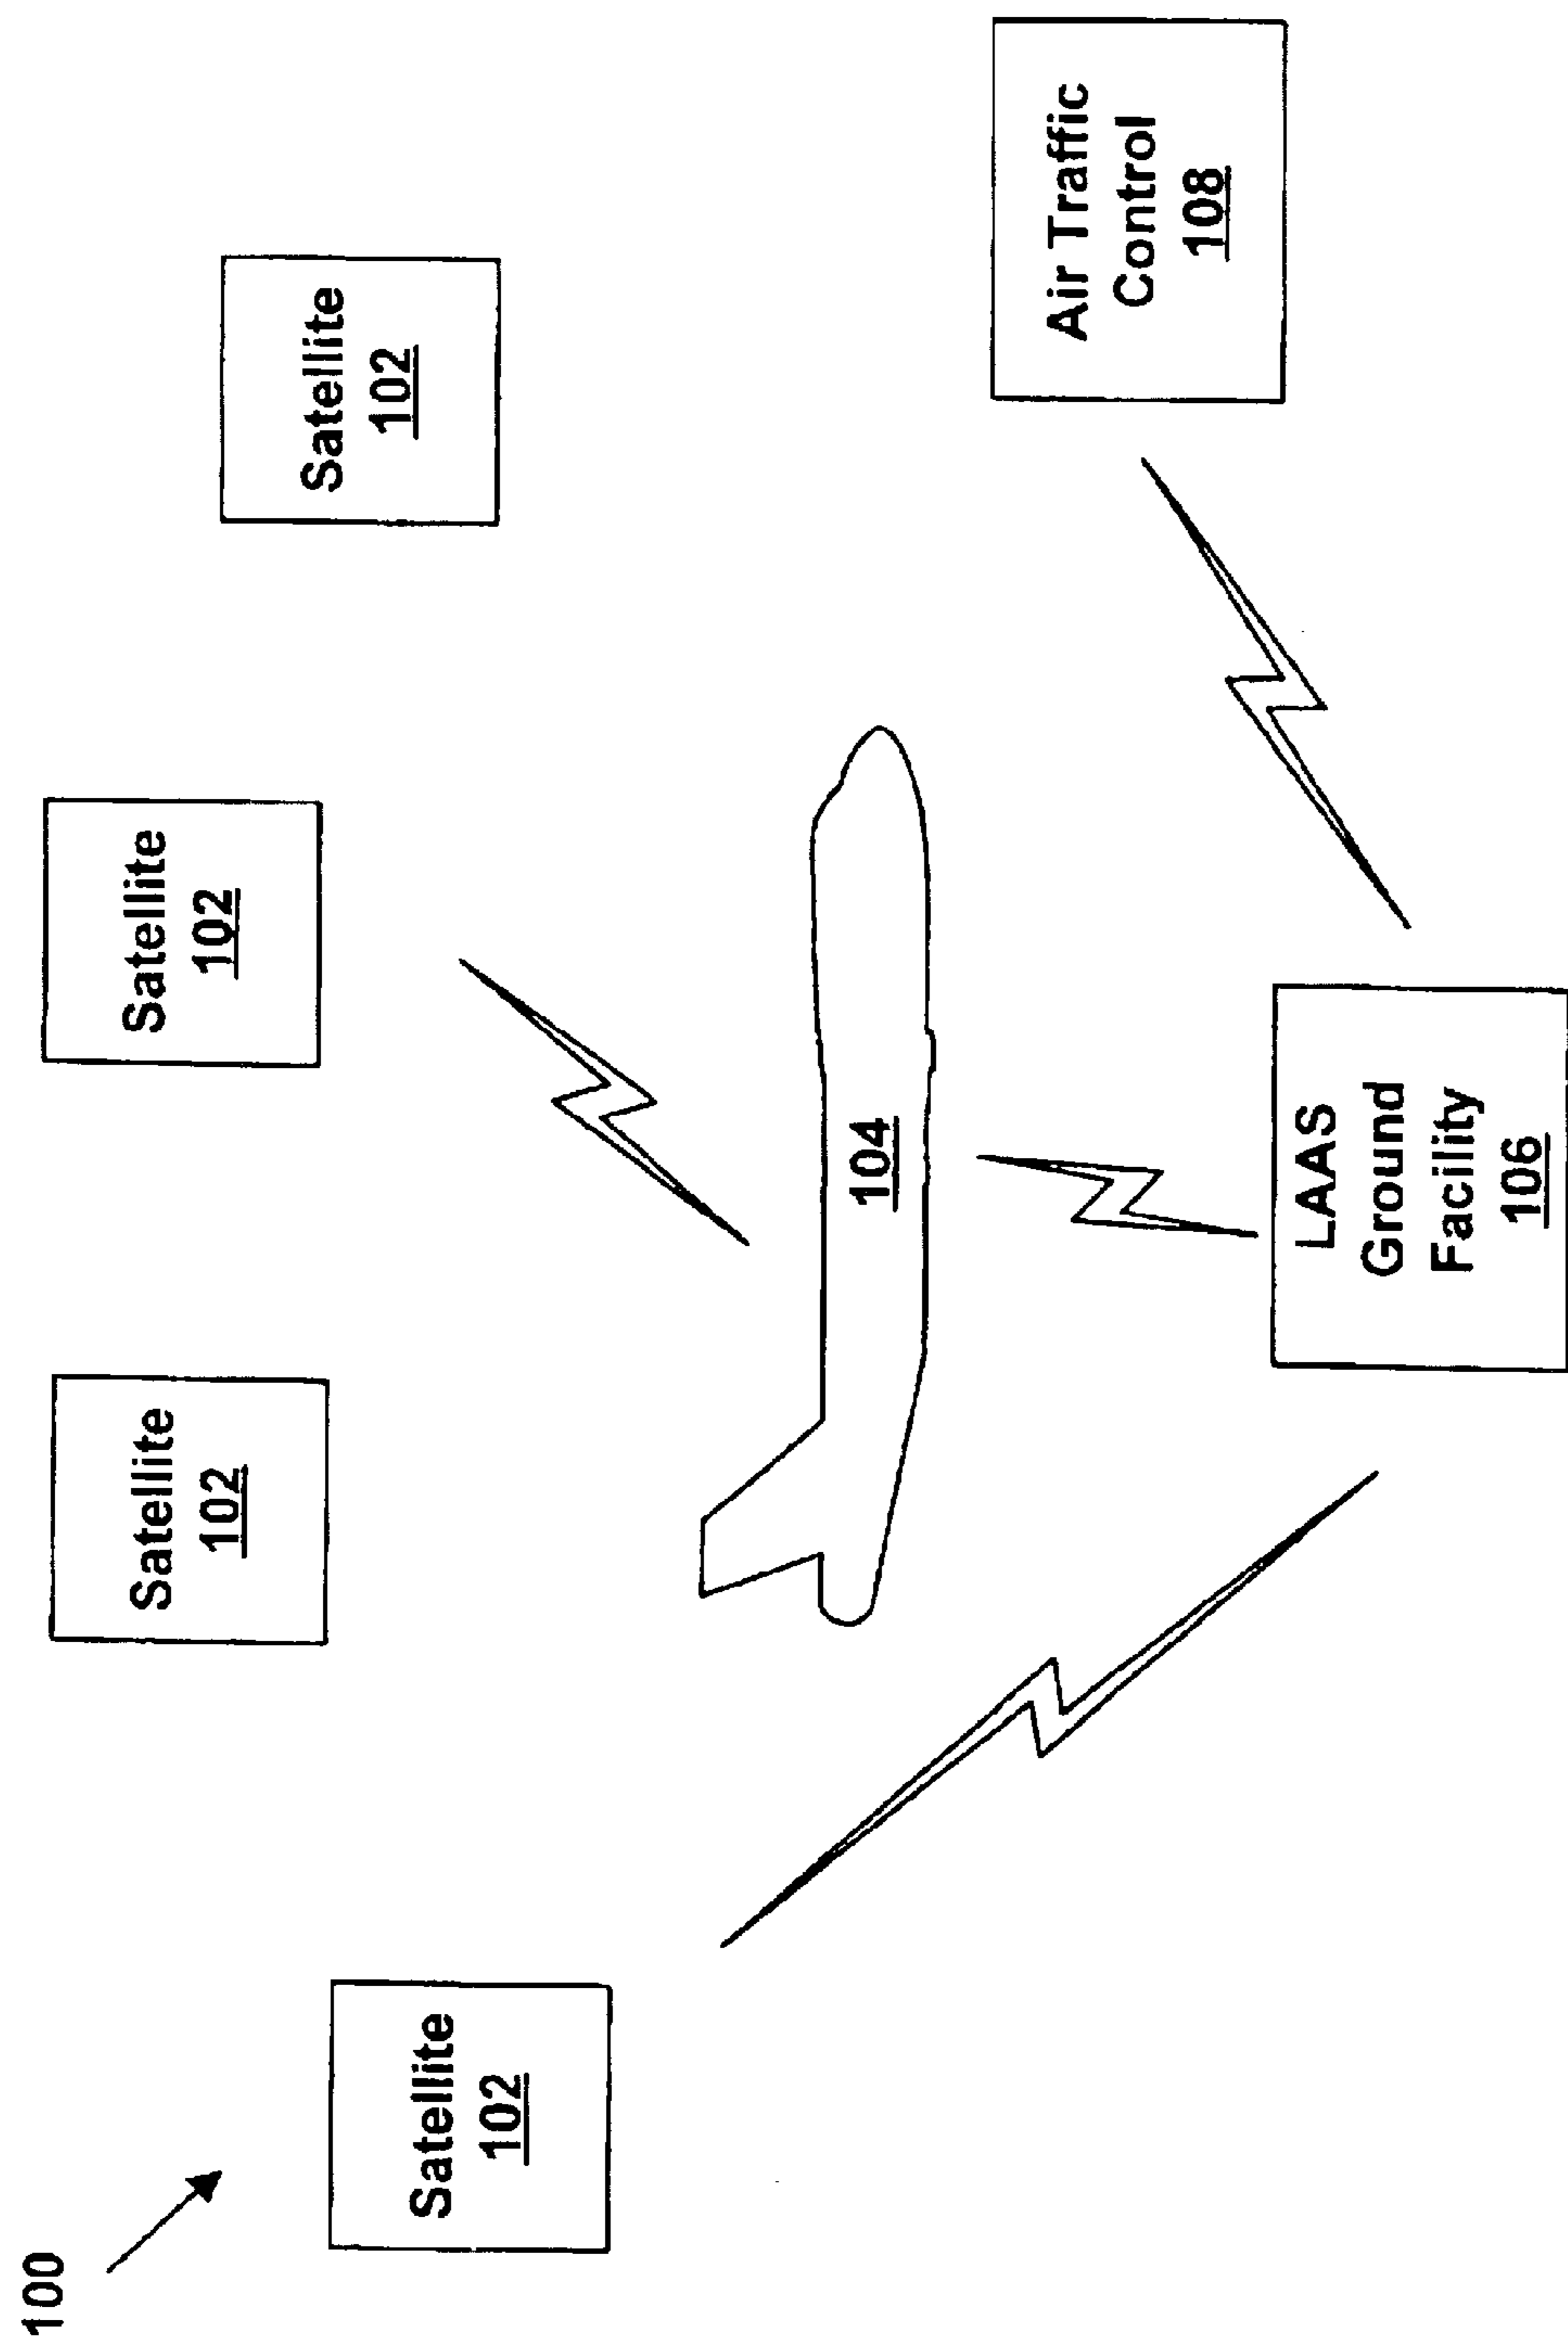 100
Satellite
102
Satellite
102
Satellite
102
Satellite
102
104
LAAS
Ground
Facility
106
Air Traffic
Control
108